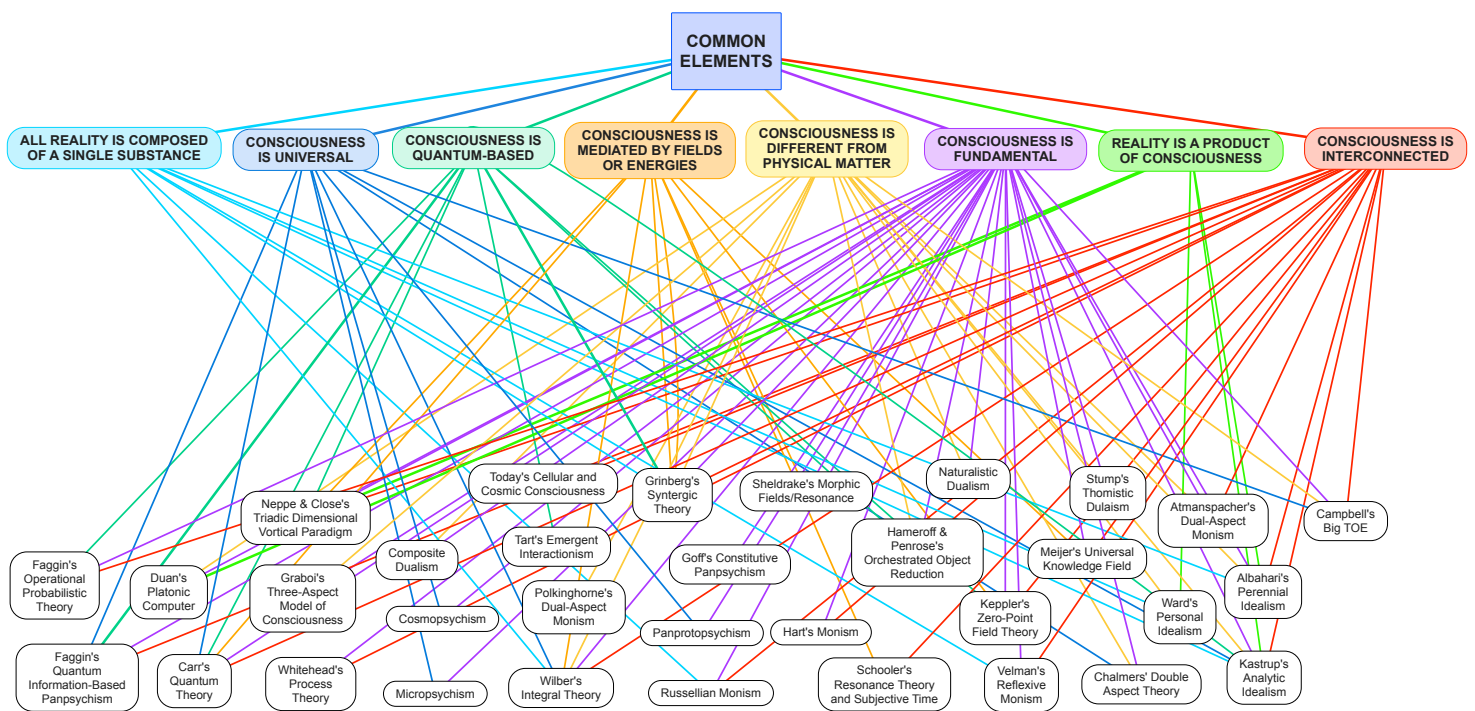 COMMON
ELEMENTS
ALL REALITY IS COMPOSED
OF A SINGLE SUBSTANCE
CONSCIOUSNESS
IS UNIVERSAL
CONSCIOUSNESS IS
QUANTUM-BASED
CONSCIOUSNESS IS
MEDIATED BY FIELDS
OR ENERGIES
CONSCIOUSNESS IS
DIFFERENT FROM
PHYSICAL MATTER
CONSCIOUSNESS IS
FUNDAMENTAL
REALITY IS A PRODUCT
OF CONSCIOUSNESS
CONSCIOUSNESS IS
INTERCONNECTED
Neppe & Close's
Triadic Dimensional
Vortical Paradigm
Today's Cellular and
Cosmic Consciousness
Grinberg's
Syntergic
Theory
Sheldrake's Morphic
Fields/Resonance
Naturalistic
Dualism
Stump's
Thomistic
Dulaism
Atmanspacher's
Dual-Aspect
Monism
Campbell's
Big TOE
Faggin's
Operational
Probabilistic
Theory
Duan's
Platonic
Computer
Graboi's
Three-Aspect
Model of
Consciousness
Composite
Dualism
Tart's Emergent
Interactionism
Goff's Constitutive
Panpsychism
Hameroff &
Penrose's
Orchestrated Object
Reduction
Meijer's Universal
Knowledge Field
Albahari's
Perennial
Idealism
Cosmopsychism
Polkinghorne's
Dual-Aspect
Monism
Panprotopsychism
Hart's Monism
Keppler's
Zero-Point
Field Theory
Ward's
Personal
Idealism
Faggin's
Quantum
Information-Based
Panpsychism
Carr's
Quantum
Theory
Whitehead's
Process
Theory
Micropsychism
Wilber's
Integral Theory
Russellian Monism
Schooler's
Resonance Theory
and Subjective Time
Velman's
Reflexive
Monism
Chalmers' Double
Aspect Theory
Kastrup's
Analytic
Idealism